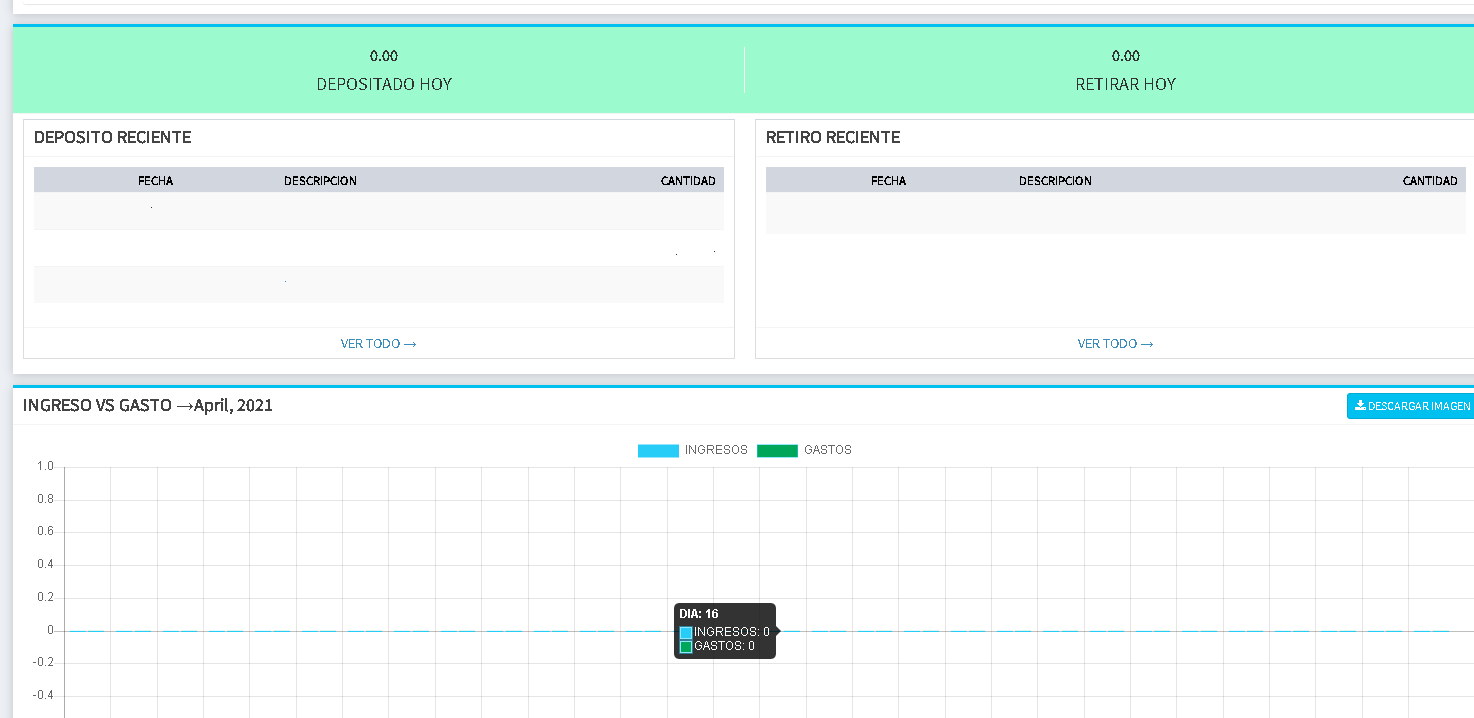 0.00
DEPOSITADO HOY
0.00
RETIRAR HOY
DEPOSITO RECIENTE
FECHA DESCRIPCION CANTIDAD
VER TODO →
RETIRO RECIENTE
FECHA DESCRIPCION CANTIDAD
VER TODO →
INGRESO VS GASTO →April, 2021
DESCARGAR IMAGEN
INGRESOS GASTOS
1.0
0.8
0.6
0.4
0.2
0
-0.2
-0.4
DIA: 16
INGRESOS: 0
GASTOS: 0